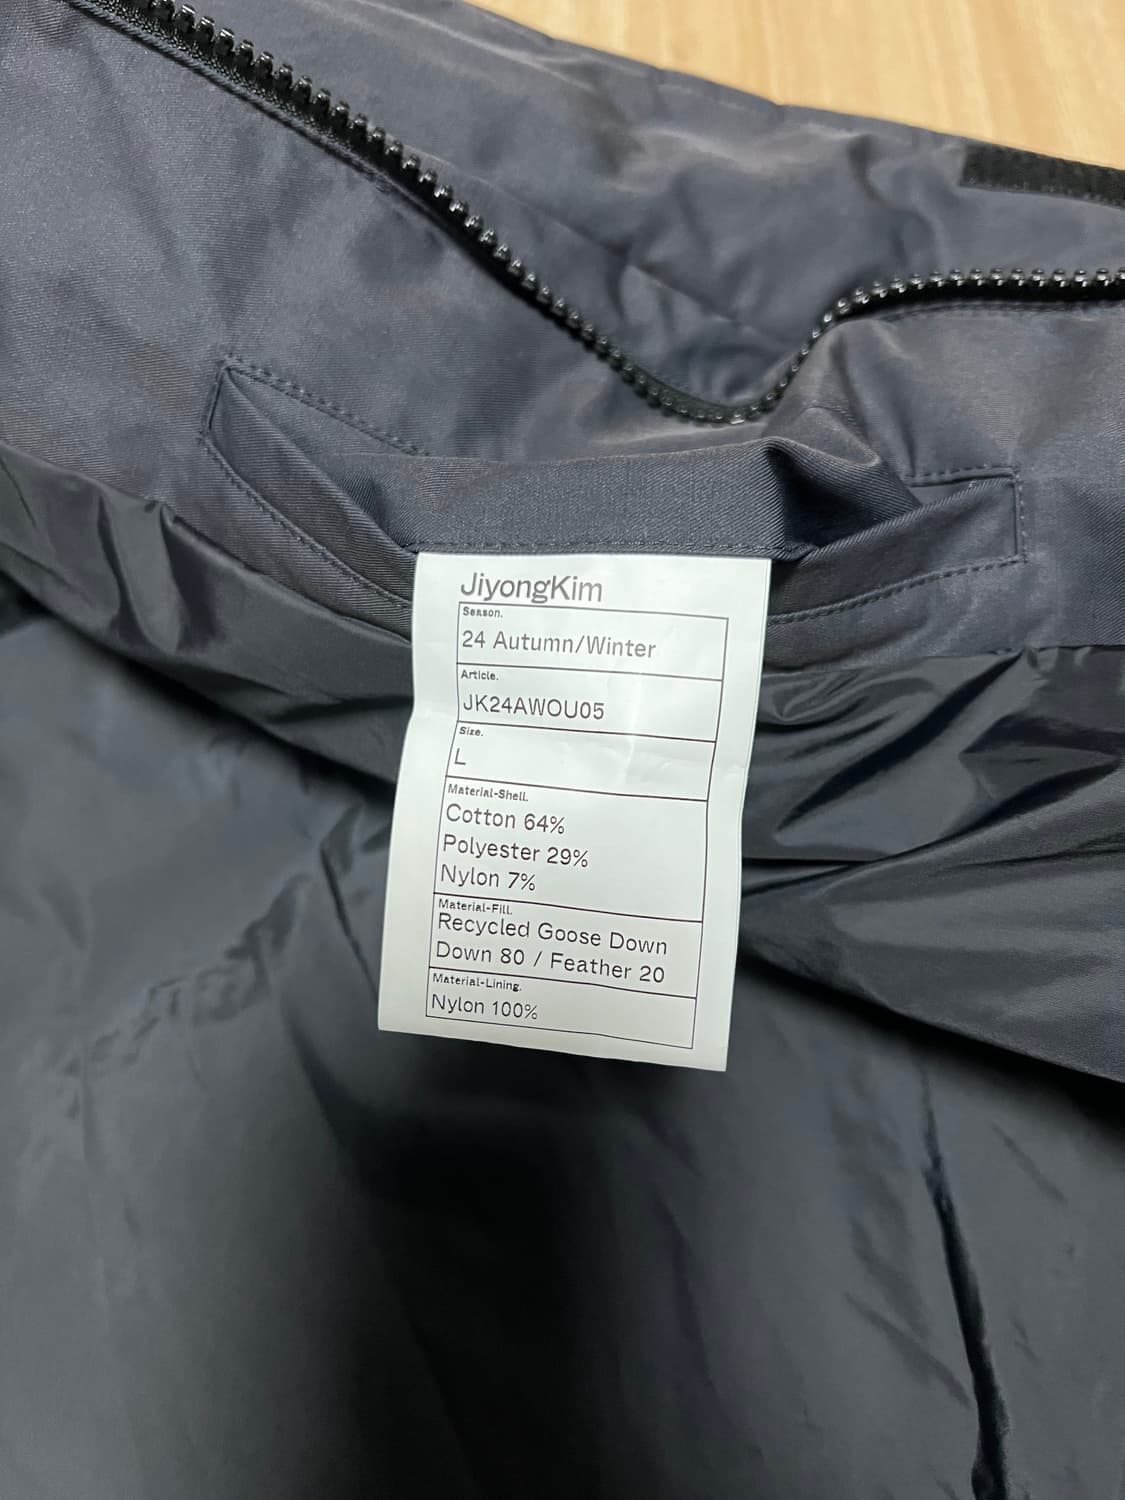 JiyongKim
Season.
24 Autumn/Winter
Article.
JK24AWOU05
Size.
L
Material-Shell.
Cotton 64%
Polyester 29%
Nylon 7%
Material-Fill.
Recycled Goose Down
Down 80 / Feather 20
Material-Lining.
Nylon 100%